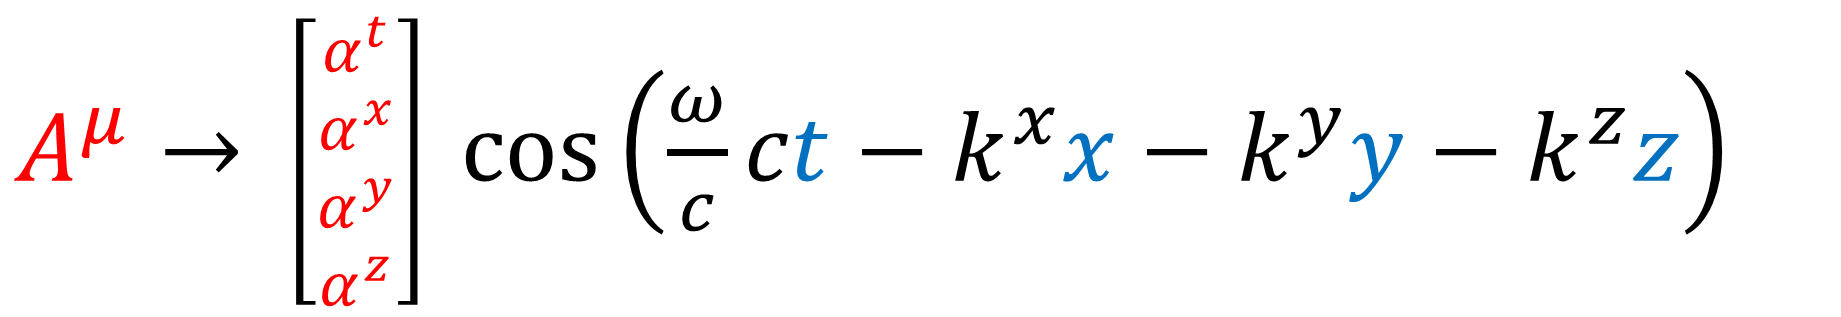 A^μ → [α^t α^x α^y α^z] cos(ω/c ct − k^x x − k^y y − k^z z)